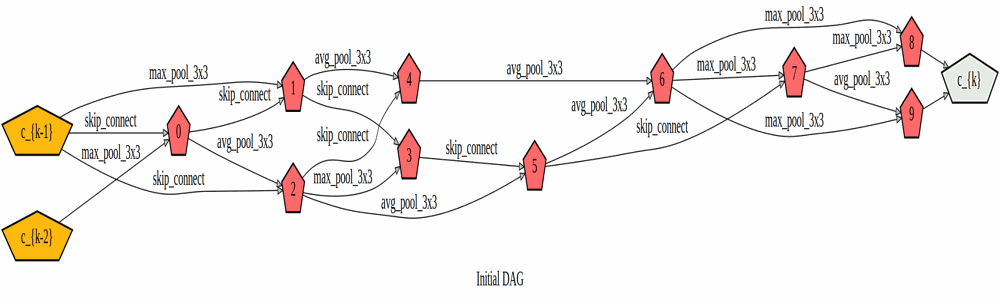 max_pool_3x3
max_pool_3x3
8
avg_pool_3x3
max_pool_3x3
max_pool_3x3
1
4
avg_pool_3x3
6
max_pool_3x3
7
avg_pool_3x3
c_{k}
skip_connect
skip_connect
avg_pool_3x3
9
c_{k-1}
skip_connect
0
avg_pool_3x3
skip_connect
skip_connect
max_pool_3x3
max_pool_3x3
3
skip_connect
5
skip_connect
2
max_pool_3x3
avg_pool_3x3
c_{k-2}
Initial DAG